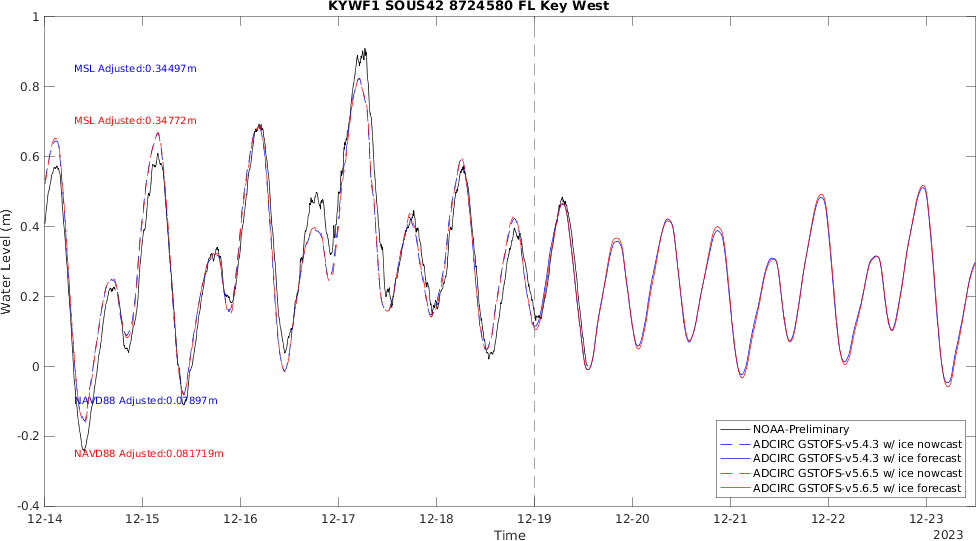 KYWF1 SOUS42 8724580 FL Key West
1
0.8
0.6
0.4
0.2
0
-0.2
-0.4
Water Level (m)
MSL Adjusted:0.34497m
MSL Adjusted:0.34772m
NAVD88 Adjusted:0.07897m
NAVD88 Adjusted:0.081719m
NOAA-Preliminary
ADCIRC GSTOFS-v5.4.3 w/ ice nowcast
ADCIRC GSTOFS-v5.4.3 w/ ice forecast
ADCIRC GSTOFS-v5.6.5 w/ ice nowcast
ADCIRC GSTOFS-v5.6.5 w/ ice forecast
12-14 12-15 12-16 12-17 12-18 12-19 12-20 12-21 12-22 12-23
Time
2023